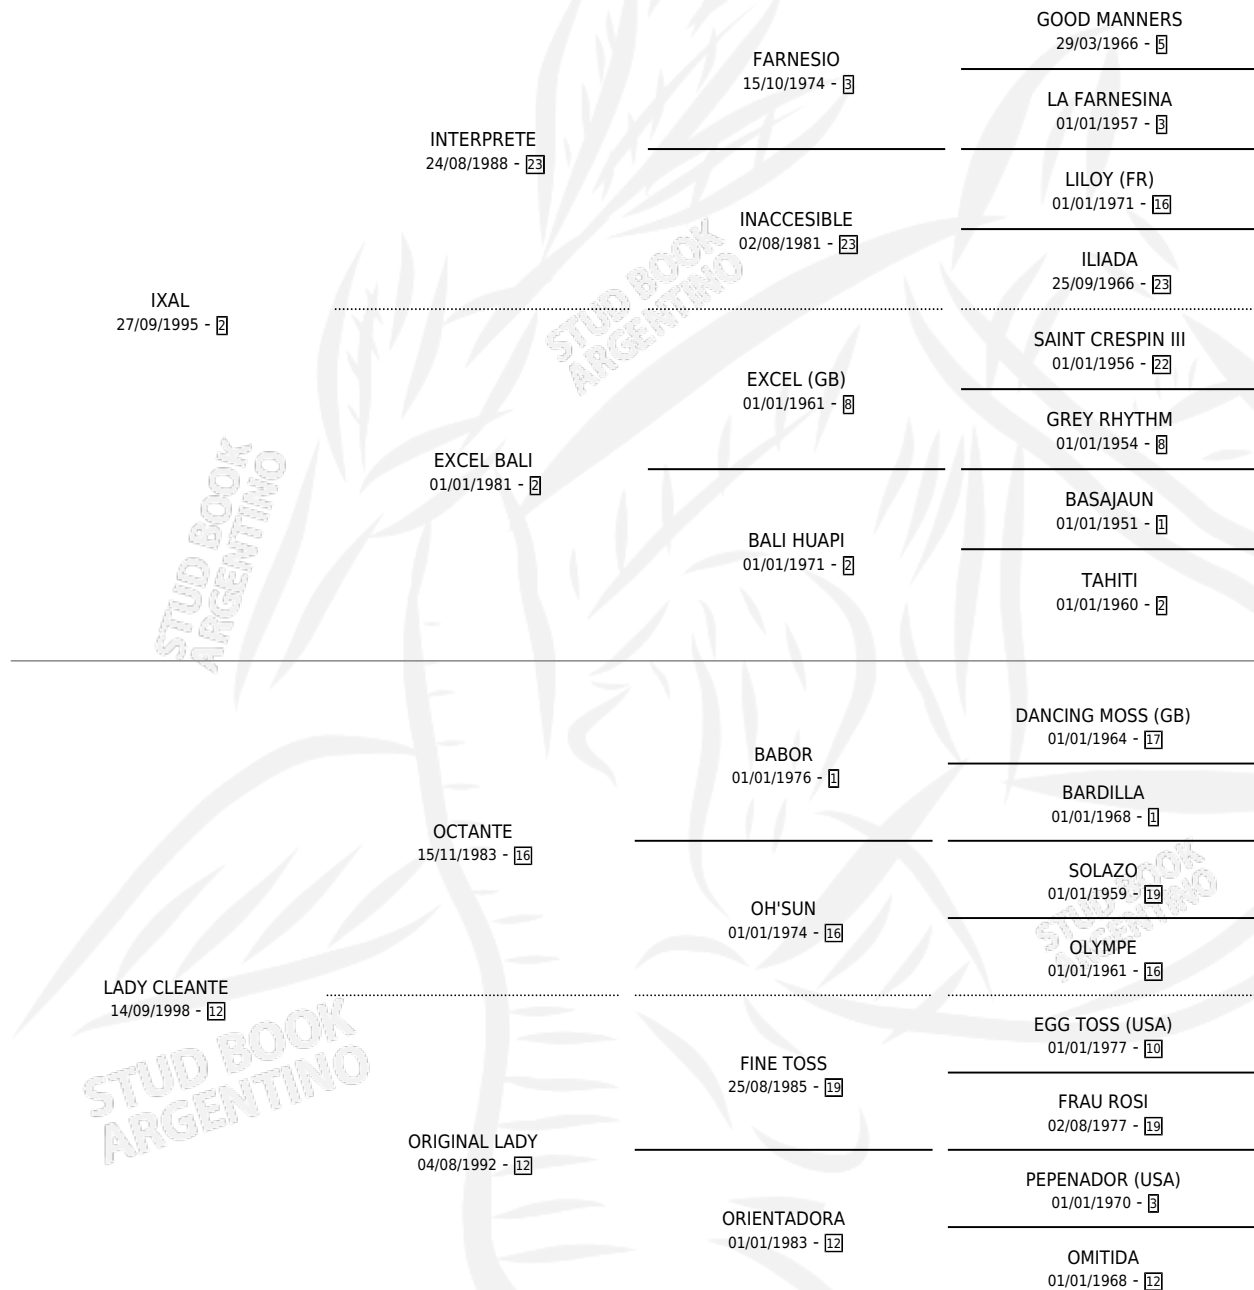 GOOD MANNERS
29/03/1966 - 5
FARNESIO
15/10/1974 - 3
LA FARNESINA
01/01/1957 - 3
INTERPRETE
24/08/1988 - 23
LILOY (FR)
01/01/1971 - 16
INACCESIBLE
02/08/1981 - 23
ILIADA
25/09/1966 - 23
IXAL
27/09/1995 - 2
SAINT CRESPIN III
01/01/1956 - 22
EXCEL (GB)
01/01/1961 - 8
GREY RHYTHM
01/01/1954 - 8
EXCEL BALI
01/01/1981 - 2
BASAJAUN
01/01/1951 - 1
BALI HUAPI
01/01/1971 - 2
TAHITI
01/01/1960 - 2
DANCING MOSS (GB)
01/01/1964 - 17
BABOR
01/01/1976 - 1
BARDILLA
01/01/1968 - 1
OCTANTE
15/11/1983 - 16
SOLAZO
01/01/1959 - 19
OH'SUN
01/01/1974 - 16
OLYMPE
01/01/1961 - 16
LADY CLEANTE
14/09/1998 - 12
EGG TOSS (USA)
01/01/1977 - 10
FINE TOSS
25/08/1985 - 19
FRAU ROSI
02/08/1977 - 19
ORIGINAL LADY
04/08/1992 - 12
PEPENADOR (USA)
01/01/1970 - 3
ORIENTADORA
01/01/1983 - 12
OMITIDA
01/01/1968 - 12
STUD BOOK
ARGENTINO
STUD BOOK
ARGENTINO
STUD BOOK
ARGENTINO
STUD BOOK
ARGENTINO